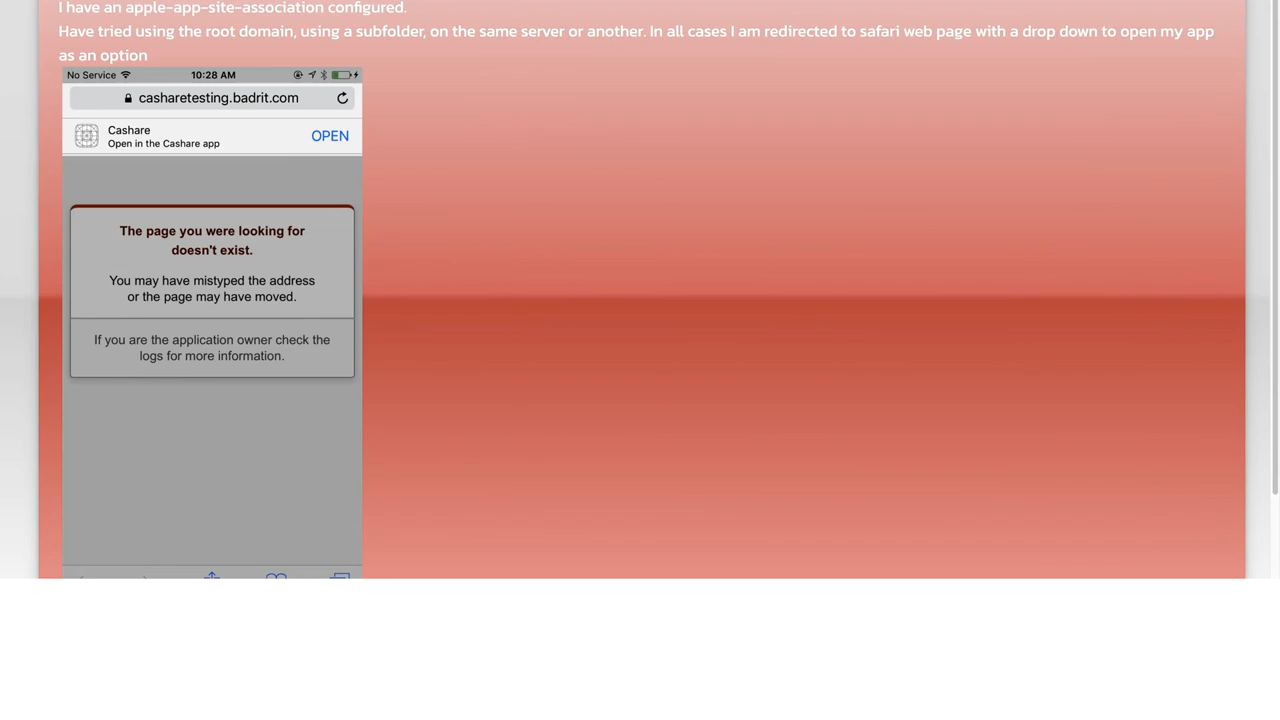 I have an apple-app-site-association configured.
Have tried using the root domain, using a subfolder, on the same server or another. In all cases I am redirected to safari web page with a drop down to open my app
as an option
No Service 10:28 AM
casharetesting.badrit.com
Cashare
Open in the Cashare app
OPEN
The page you were looking for
doesn't exist.
You may have mistyped the address
or the page may have moved.
If you are the application owner check the
logs for more information.